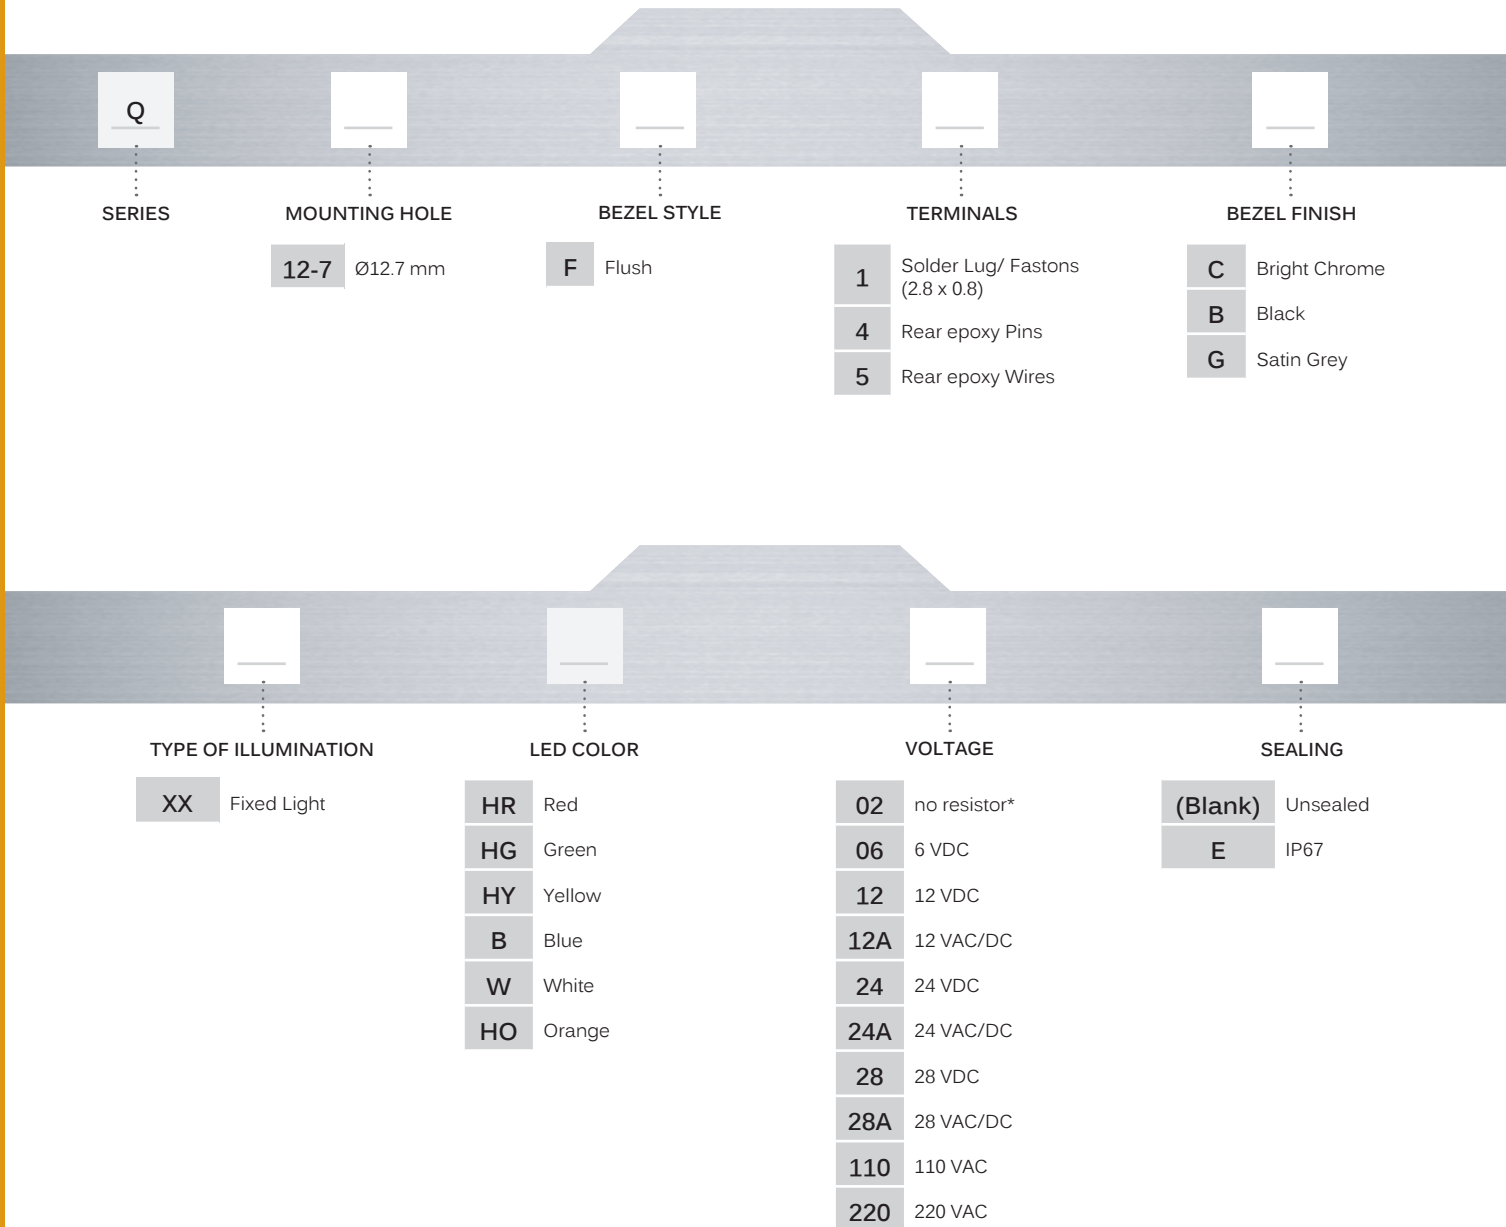 Q
SERIES
MOUNTING HOLE
12-7 Ø12.7 mm
BEZEL STYLE
F Flush
TERMINALS
1 Solder Lug/ Fastons
(2.8 x 0.8)
4 Rear epoxy Pins
5 Rear epoxy Wires
BEZEL FINISH
C Bright Chrome
B Black
G Satin Grey
TYPE OF ILLUMINATION
XX Fixed Light
LED COLOR
HR Red
HG Green
HY Yellow
B Blue
W White
HO Orange
VOLTAGE
02 no resistor*
06 6 VDC
12 12 VDC
12A 12 VAC/DC
24 24 VDC
24A 24 VAC/DC
28 28 VDC
28A 28 VAC/DC
110 110 VAC
220 220 VAC
SEALING
(Blank) Unsealed
E IP67